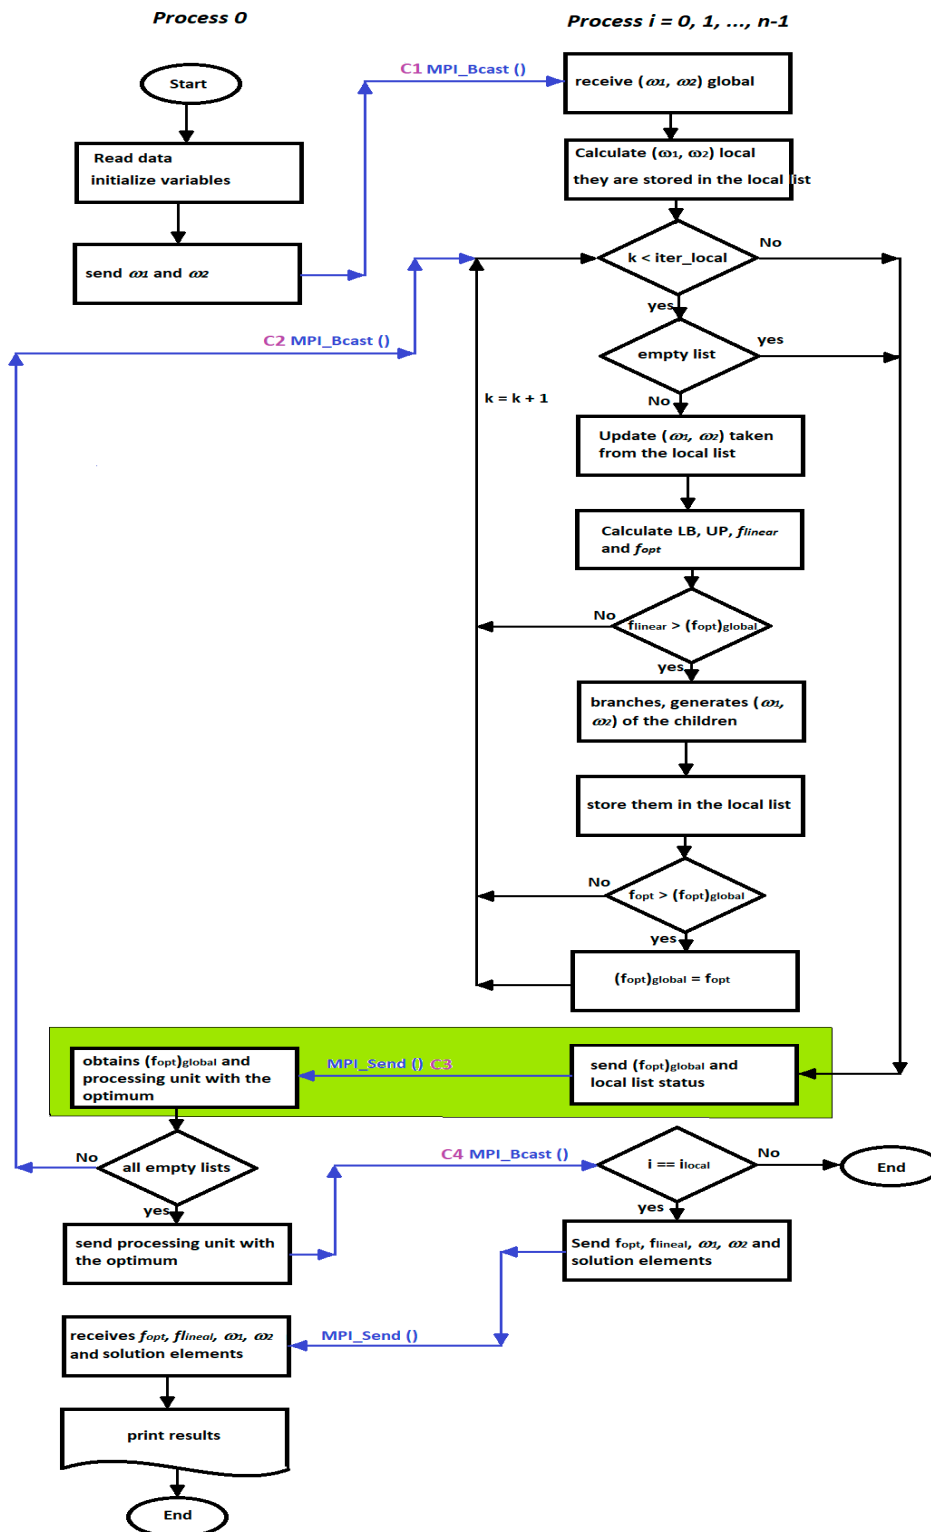 Process 0
Process i = 0, 1, ..., n-1
Start
Read data
initialize variables
send ω1 and ω2
C1 MPI_Bcast ()
receive (ω1, ω2) global
Calculate (ω1, ω2) local
they are stored in the local list
k < iter_local
No
yes
empty list
yes
No
C2 MPI_Bcast ()
k = k + 1
Update (ω1, ω2) taken
from the local list
Calculate LB, UP, flinear
and fopt
flinear > (fopt)global
No
yes
branches, generates (ω1,
ω2) of the children
store them in the local list
fopt > (fopt)global
No
yes
(fopt)global = fopt
send (fopt)global and
local list status
MPI_Send () C3
obtains (fopt)global and
processing unit with the
optimum
all empty lists
No
yes
send processing unit with
the optimum
C4 MPI_Bcast ()
i == ilocal
No
End
yes
Send fopt, flineal, ω1, ω2 and
solution elements
MPI_Send ()
receives fopt, flineal, ω1, ω2
and solution elements
print results
End